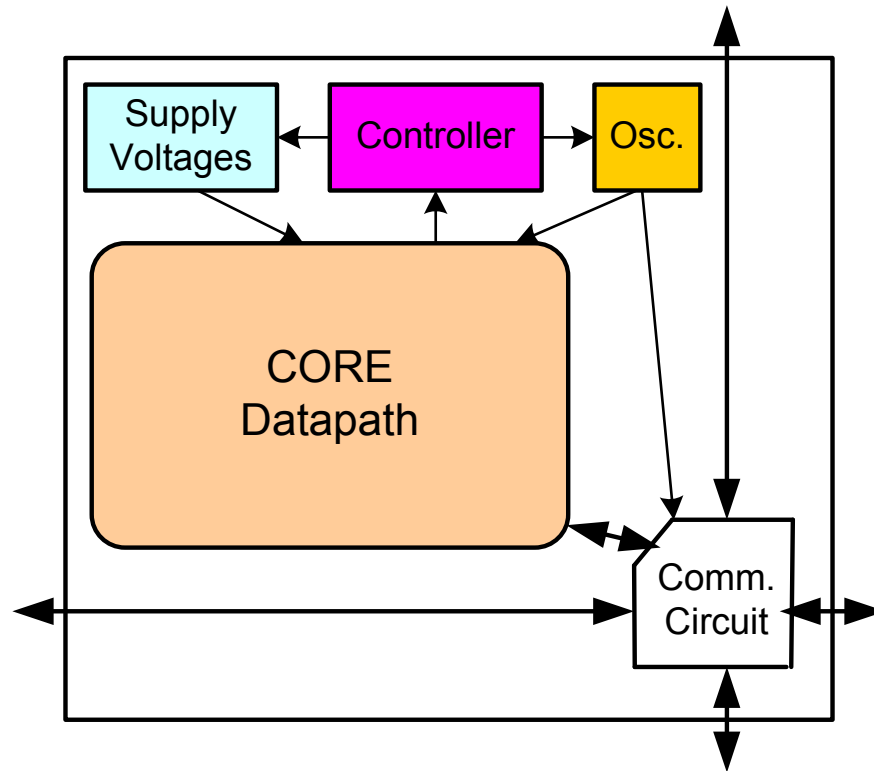 Supply
Voltages
Controller
Osc.
CORE
Datapath
Comm.
Circuit